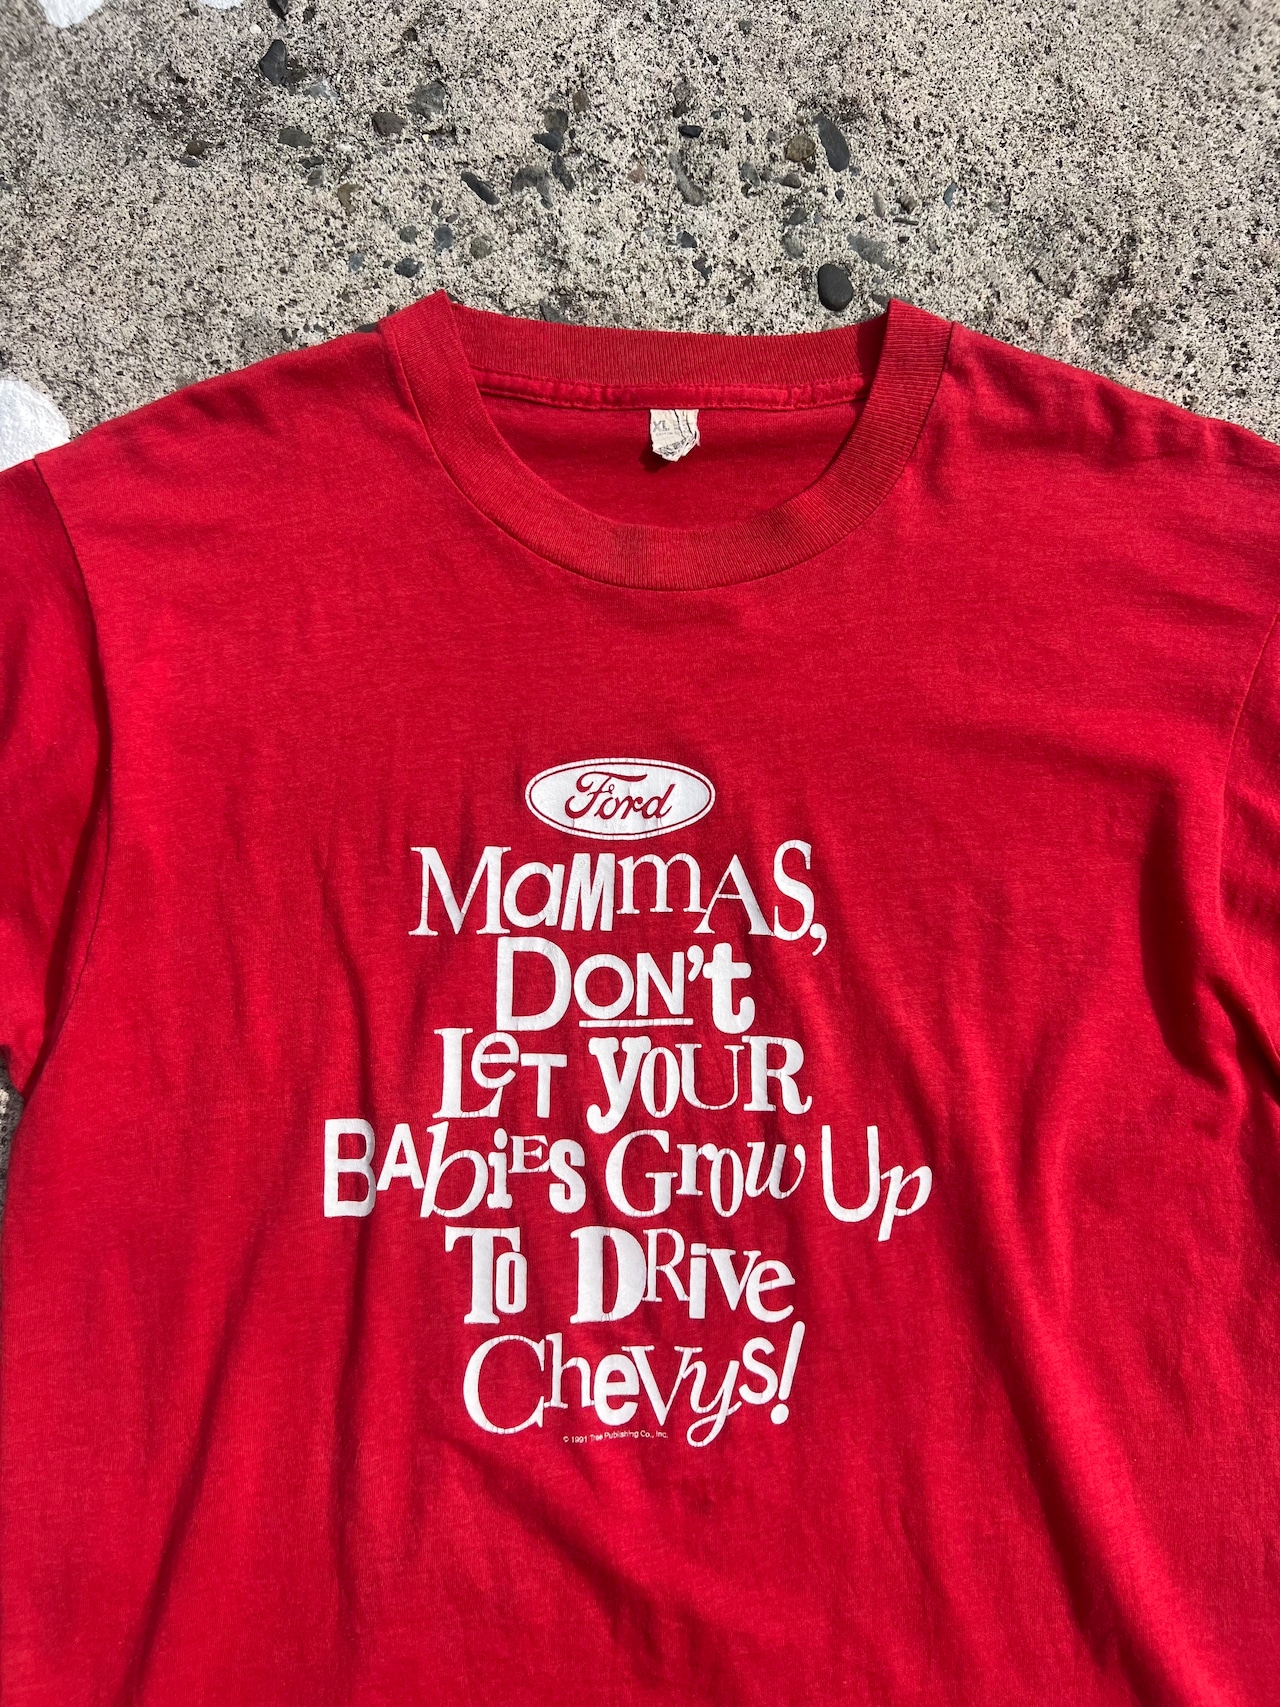 XL
Ford
MaMmAS,
DON't
LeT yoUR
BAbiEs Grow Up
To DRive
CheVys!
© 1991 Tree Publishing Co., Inc.